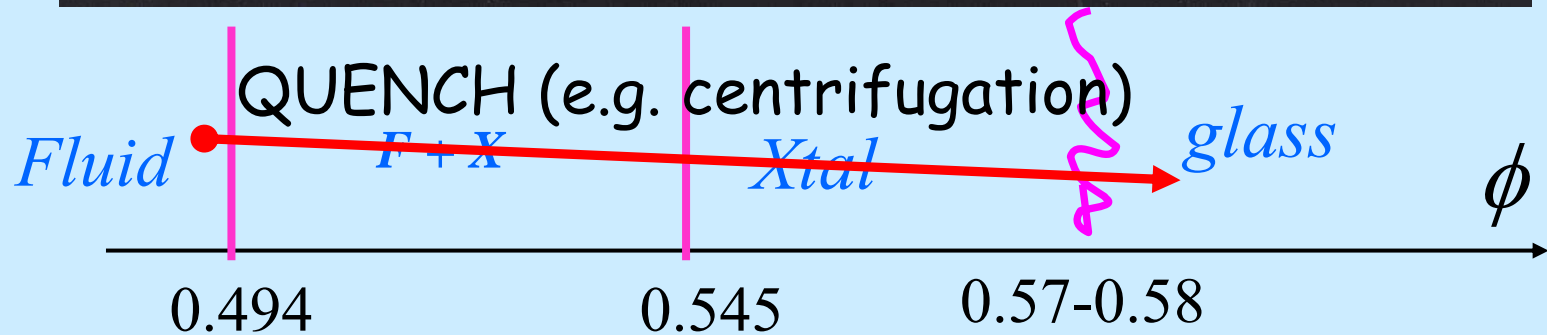 QUENCH (e.g. centrifugation)
Fluid F + X Xtal glass ϕ
0.494 0.545 0.57-0.58